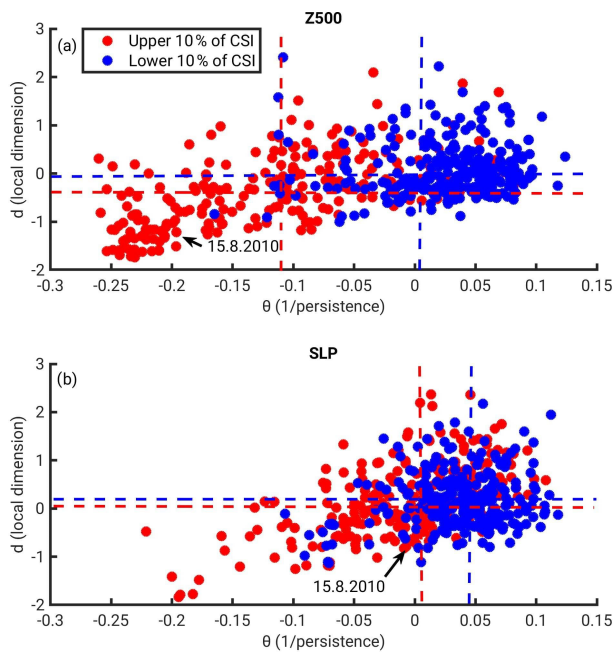 Z500
(a)
Upper 10% of CSI
Lower 10% of CSI
d (local dimension)
3
2
1
0
-1
-2
15.8.2010
-0.3 -0.25 -0.2 -0.15 -0.1 -0.05 0 0.05 0.1 0.15
θ (1/persistence)
SLP
(b)
d (local dimension)
3
2
1
0
-1
-2
15.8.2010
-0.3 -0.25 -0.2 -0.15 -0.1 -0.05 0 0.05 0.1 0.15
θ (1/persistence)